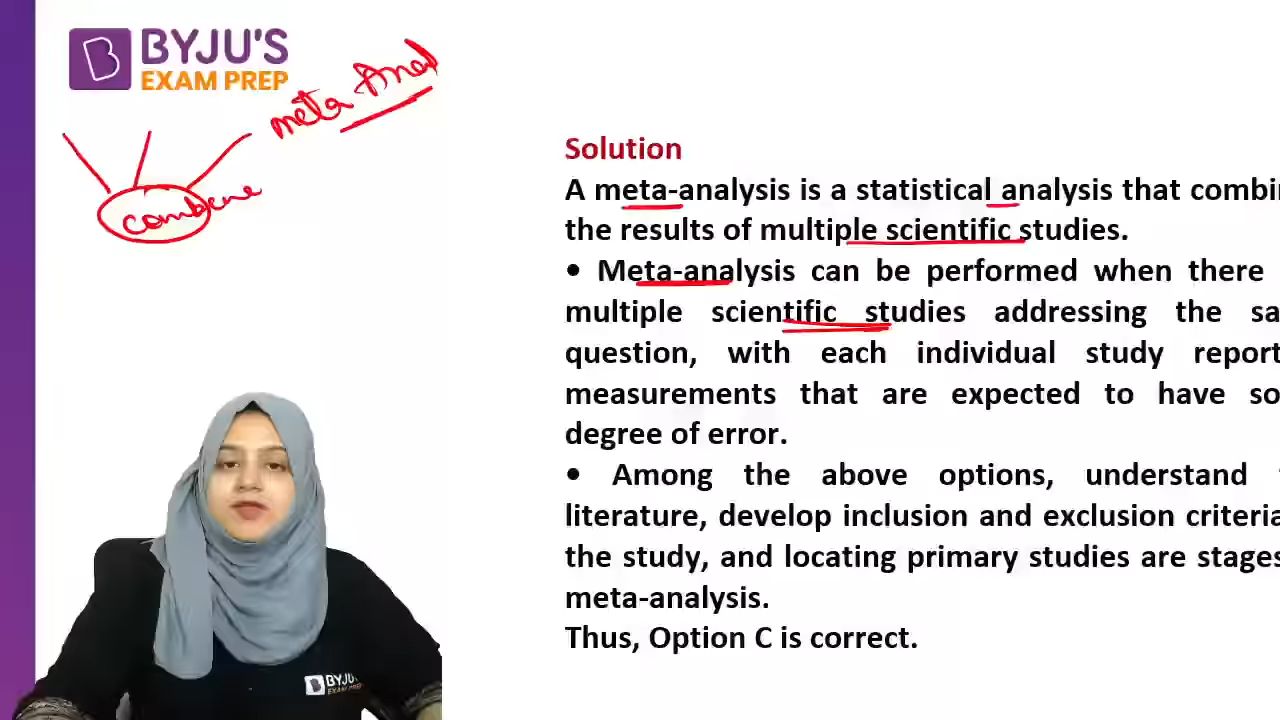 BYJU'S
EXAM PREP
meta Anal
combine
Solution
A meta-analysis is a statistical analysis that combin
the results of multiple scientific studies.
• Meta-analysis can be performed when there
multiple scientific studies addressing the sa
question, with each individual study report
measurements that are expected to have so
degree of error.
• Among the above options, understand
literature, develop inclusion and exclusion criteria
the study, and locating primary studies are stages
meta-analysis.
Thus, Option C is correct.
BYJU'S
EXAM PREP